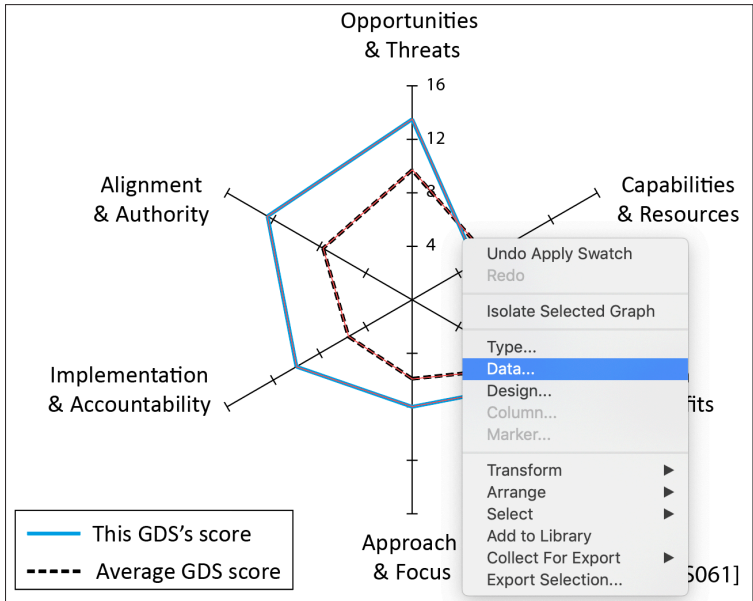 Opportunities
& Threats
16
12
8
4
Alignment
& Authority
Capabilities
& Resources
Undo Apply Swatch
Redo
Isolate Selected Graph
Type...
Data...
Design...
Column...
Marker...
Transform
Arrange
Select
Add to Library
Collect For Export
Export Selection...
Implementation
& Accountability
This GDS's score
Average GDS score
Approach
& Focus